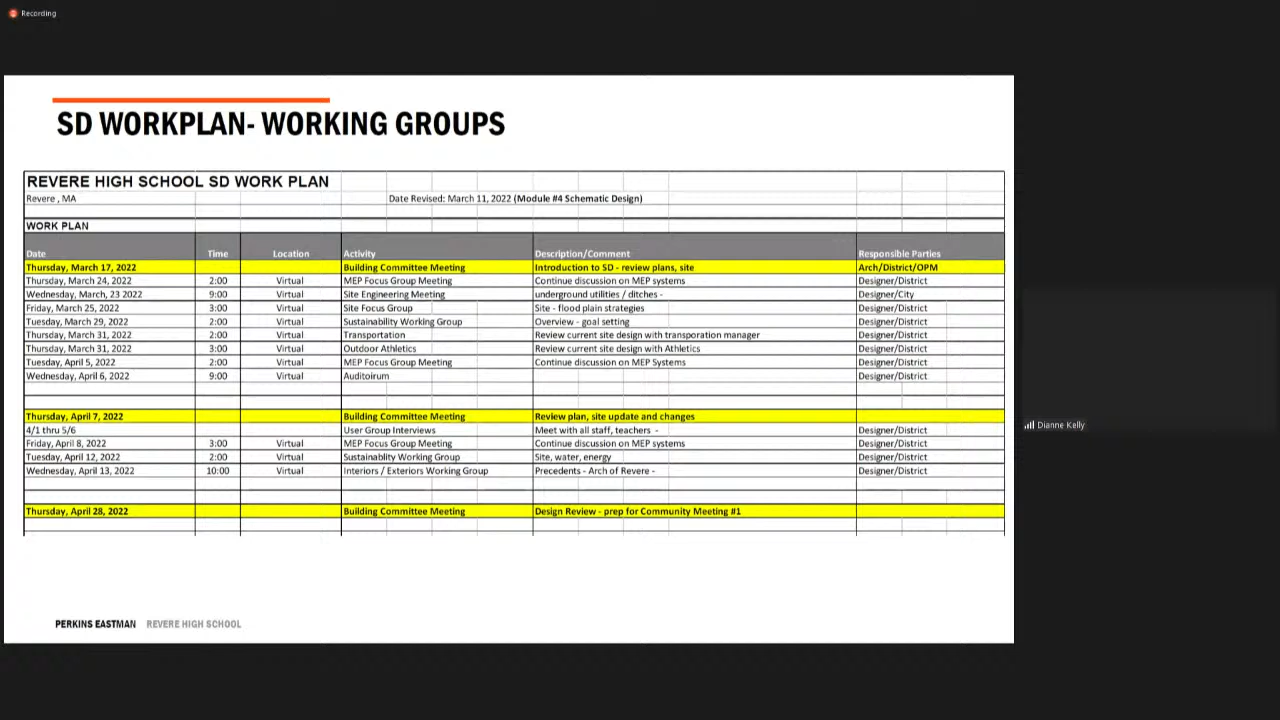 Recording
SD WORKPLAN- WORKING GROUPS
REVERE HIGH SCHOOL SD WORK PLAN
Revere , MA Date Revised: March 11, 2022 (Module #4 Schematic Design)
WORK PLAN
Date Time Location Activity Description/Comment Responsible Parties
Thursday, March 17, 2022 Building Committee Meeting Introduction to SD - review plans, site Arch/District/OPM
Thursday, March 24, 2022 2:00 Virtual MEP Focus Group Meeting Continue discussion on MEP systems Designer/District
Wednesday, March, 23 2022 9:00 Virtual Site Engineering Meeting underground utilities / ditches - Designer/City
Friday, March 25, 2022 3:00 Virtual Site Focus Group Site - flood plain strategies Designer/District
Tuesday, March 29, 2022 2:00 Virtual Sustainability Working Group Overview - goal setting Designer/District
Thursday, March 31, 2022 2:00 Virtual Transportation Review current site design with transporation manager Designer/District
Thursday, March 31, 2022 3:00 Virtual Outdoor Athletics Review current site design with Athletics Designer/District
Tuesday, April 5, 2022 2:00 Virtual MEP Focus Group Meeting Continue discussion on MEP Systems Designer/District
Wednesday, April 6, 2022 9:00 Virtual Auditoirum Designer/District
Thursday, April 7, 2022 Building Committee Meeting Review plan, site update and changes
4/1 thru 5/6 User Group Interviews Meet with all staff, teachers - Designer/District
Friday, April 8, 2022 3:00 Virtual MEP Focus Group Meeting Continue discussion on MEP systems Designer/District
Tuesday, April 12, 2022 2:00 Virtual Sustainablity Working Group Site, water, energy Designer/District
Wednesday, April 13, 2022 10:00 Virtual Interiors / Exteriors Working Group Precedents - Arch of Revere - Designer/District
Thursday, April 28, 2022 Building Committee Meeting Design Review - prep for Community Meeting #1
PERKINS EASTMAN REVERE HIGH SCHOOL
Dianne Kelly